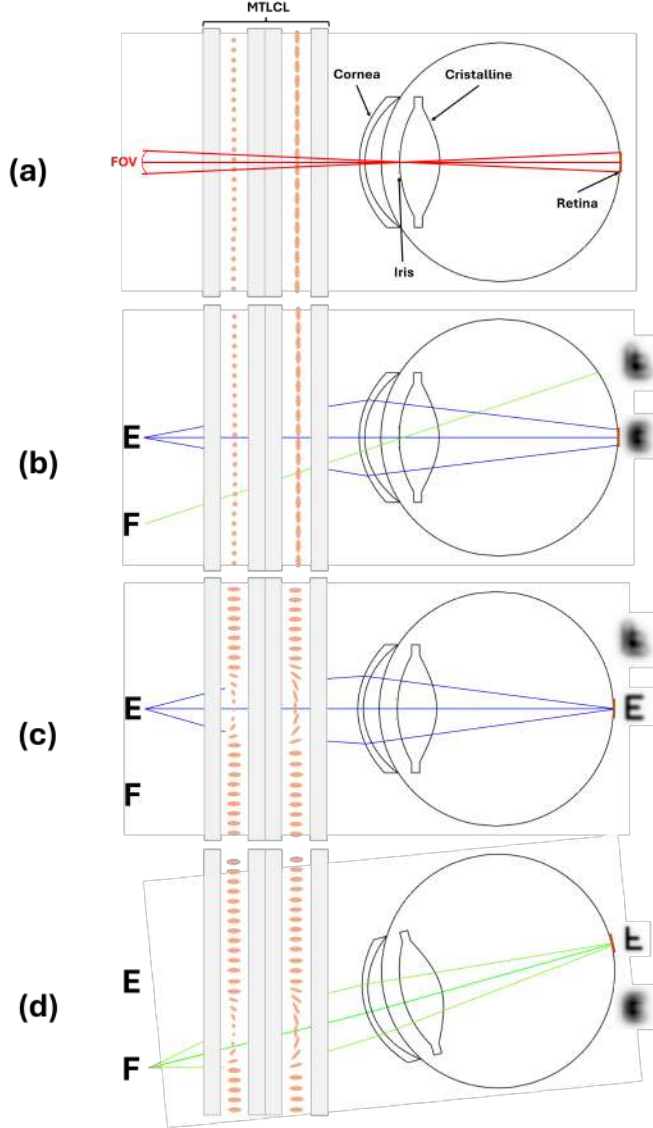 MTLCL
Cornea
Cristalline
FOV
(a)
Retina
Iris
E
E
(b)
F
E
E
(c)
F
F
E
(d)
E
F